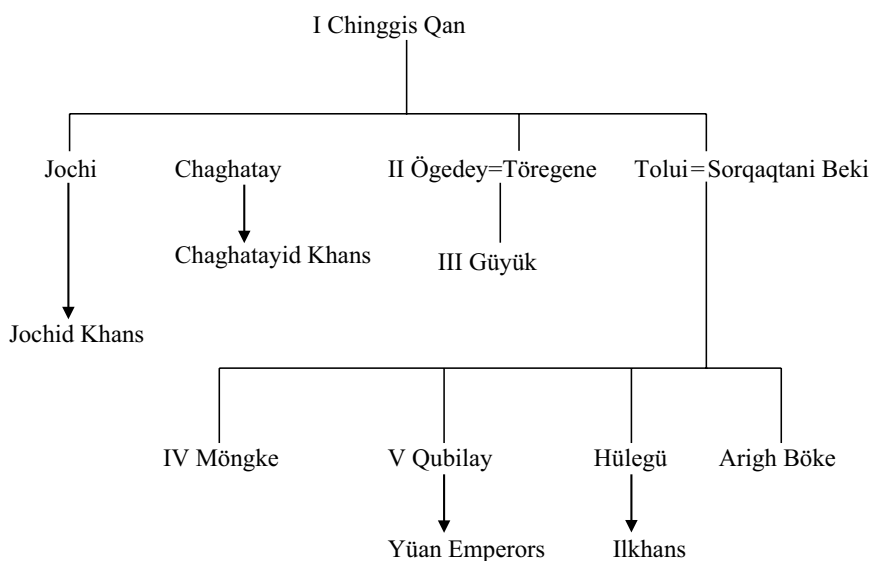 I Chinggis Qan
Jochi
Chaghatay
II Ögedey=Töregene
Tolui=Sorqaqtani Beki
Chaghatayid Khans
III Güyük
Jochid Khans
IV Möngke
V Qubilay
Hülegü
Arigh Böke
Yüan Emperors
Ilkhans